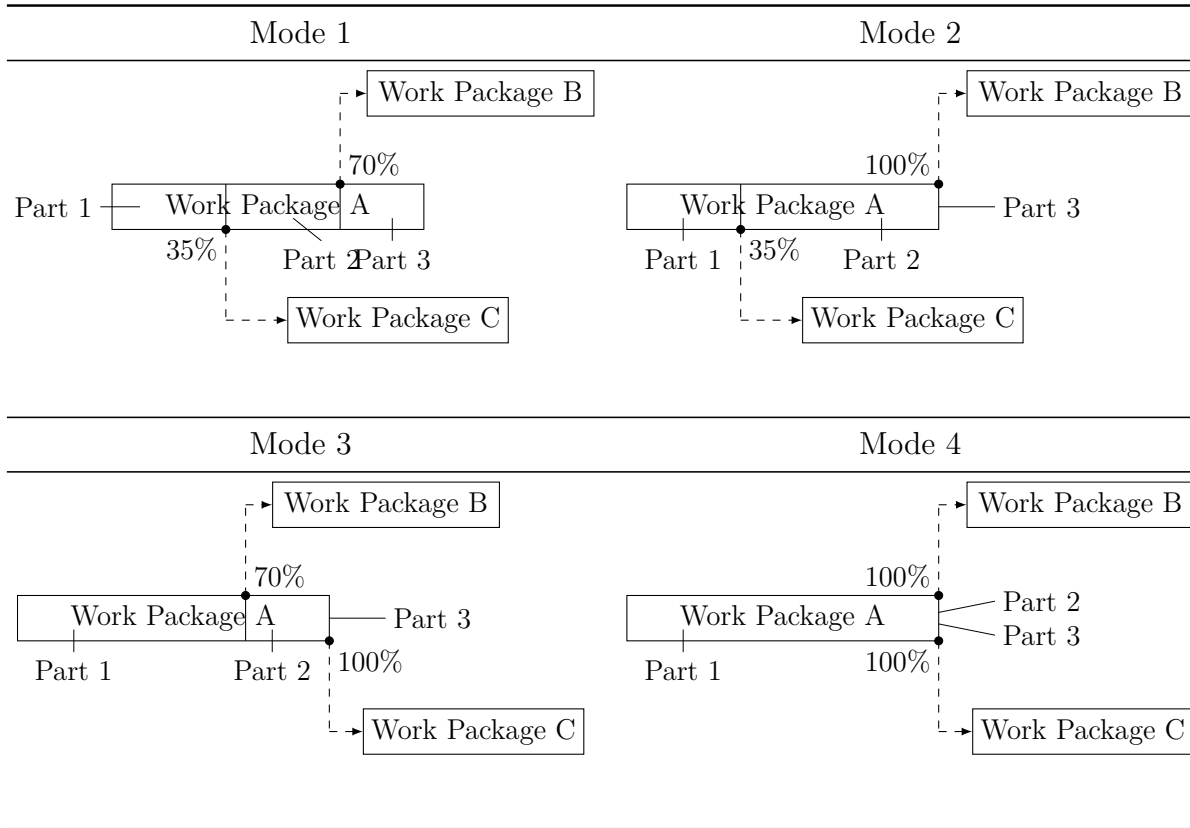 Mode 1
Mode 2
Work Package B
70%
Part 1
Work Package A
35%
Part 2
Part 3
Work Package C
Work Package B
100%
Work Package A
Part 3
Part 1
35%
Part 2
Work Package C
Mode 3
Mode 4
Work Package B
70%
Work Package A
Part 3
Part 1
Part 2
100%
Work Package C
Work Package B
100%
Work Package A
Part 2
Part 3
Part 1
100%
Work Package C